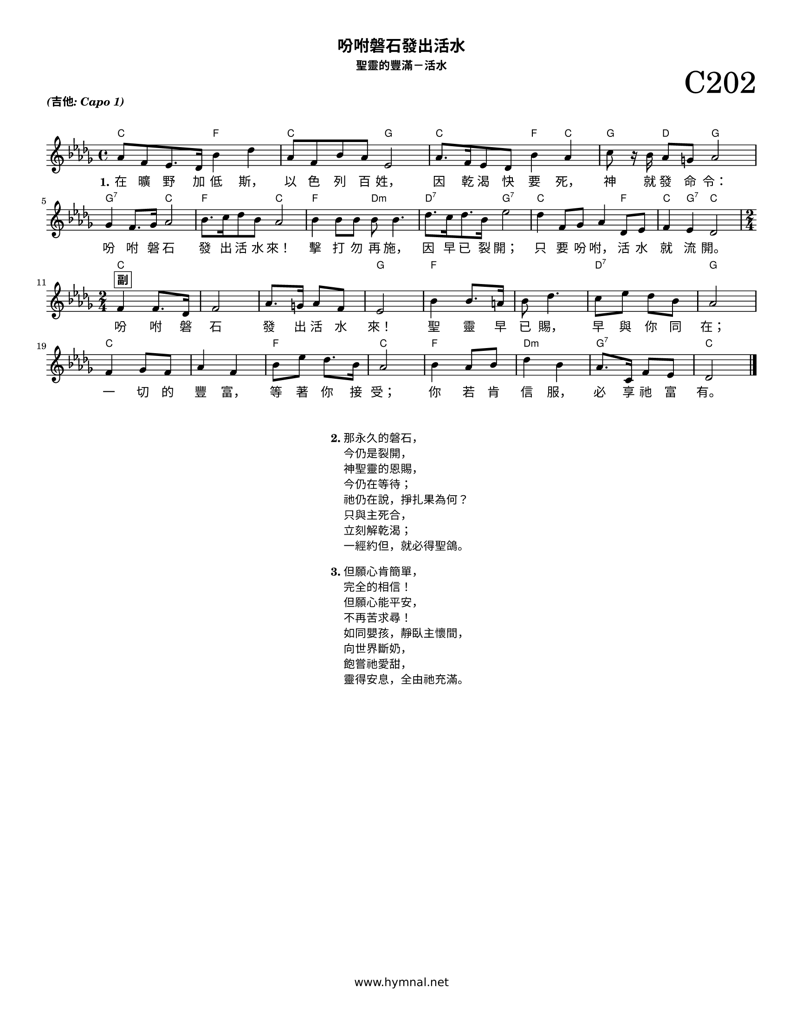 吩咐磐石發出活水
聖靈的豐滿－活水
C202
(吉他: Capo 1)
C F C G C F C G D G
1. 在 曠 野 加 低 斯， 以 色 列 百 姓， 因 乾 渴 快 要 死， 神 就 發 命 令：
5 G7 C F C F Dm D7 G7 C F C G7 C
吩 咐 磐 石 發 出 活 水 來！ 擊 打 勿 再 施， 因 早 已 裂 開； 只 要 吩 咐， 活 水 就 流 開。
C G F D7 G
11 副
吩 咐 磐 石 發 出 活 水 來！ 聖 靈 早 已 賜， 早 與 你 同 在；
19 C F C F Dm G7 C
一 切 的 豐 富， 等 著 你 接 受； 你 若 肯 信 服， 必 享 祂 富 有。
2. 那永久的磐石，
今仍是裂開，
神聖靈的恩賜，
今仍在等待；
祂仍在說，掙扎果為何？
只與主死合，
立刻解乾渴；
一經約但，就必得聖鴿。
3. 但願心肯簡單，
完全的相信！
但願心能平安，
不再苦求尋！
如同嬰孩，靜臥主懷間，
向世界斷奶，
飽嘗祂愛甜，
靈得安息，全由祂充滿。
www.hymnal.net